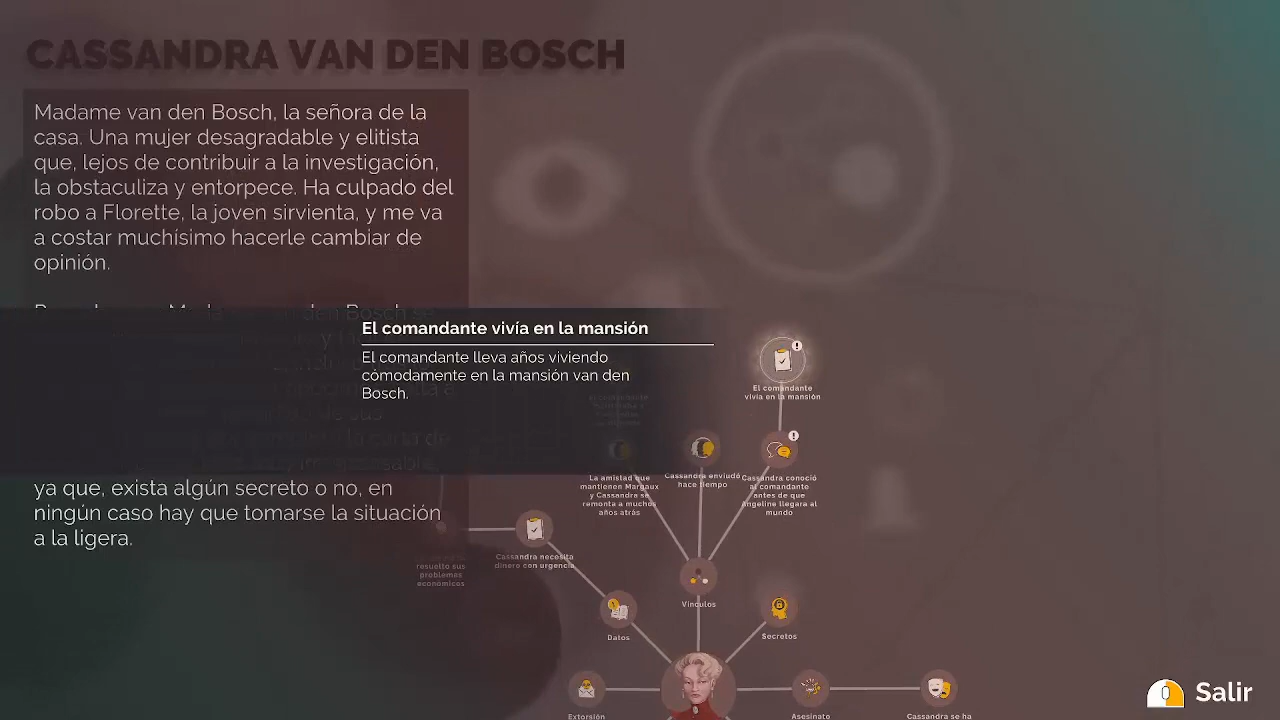 CASSANDRA VAN DEN BOSCH
Madame van den Bosch, la señora de la
casa. Una mujer desagradable y elitista
que, lejos de contribuir a la investigación,
la obstaculiza y entorpece. Ha culpado del
robo a Florette, la joven sirvienta, y me va
a costar muchísimo hacerle cambiar de
opinión.
El comandante vivía en la mansión
El comandante lleva años viviendo
cómodamente en la mansión van den
Bosch.
ya que, exista algún secreto o no, en
ningún caso hay que tomarse la situación
a la ligera.
El comandante
vivía en la mansión
La amistad que
mantienen Margaux
y Cassandra se
remonta a muchos
años atrás
Cassandra enviudó
hace tiempo
Cassandra conoció
al comandante
antes de que
Angeline llegara al
mundo
resuelto sus
problemas
económicos
Cassandra necesita
dinero con urgencia
Vínculos
Datos
Secretos
Extorsión
Asesinato
Cassandra se ha
Salir